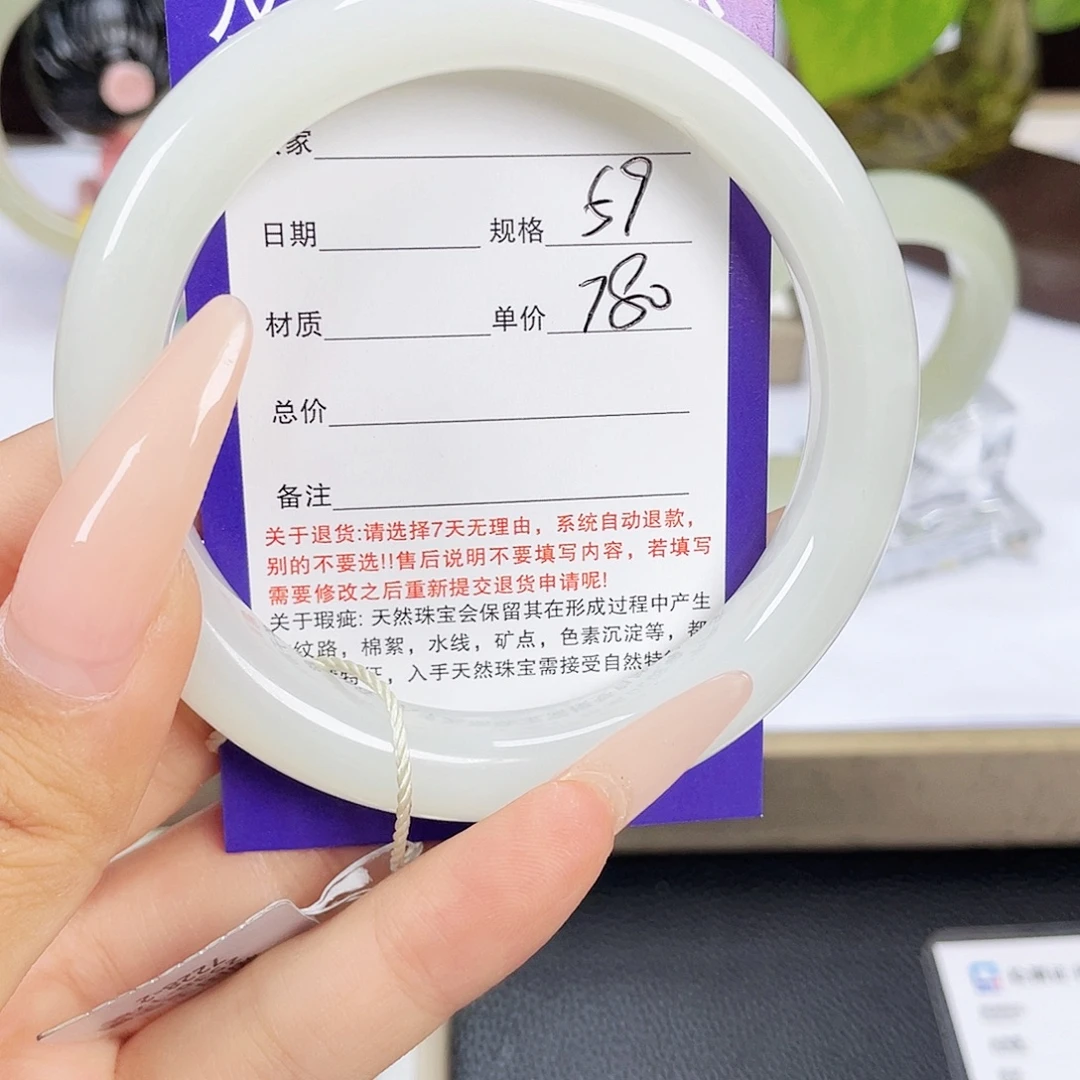 家
日期 规格 59
材质 单价 780
总价
备注
关于退货:请选择7天无理由，系统自动退款，
别的不要选!!售后说明不要填写内容，若填写
需要修改之后重新提交退货申请呢!
关于瑕疵: 天然珠宝会保留其在形成过程中产生
纹路，棉絮，水线，矿点，色素沉淀等，都
特征，入手天然珠宝需接受自然特